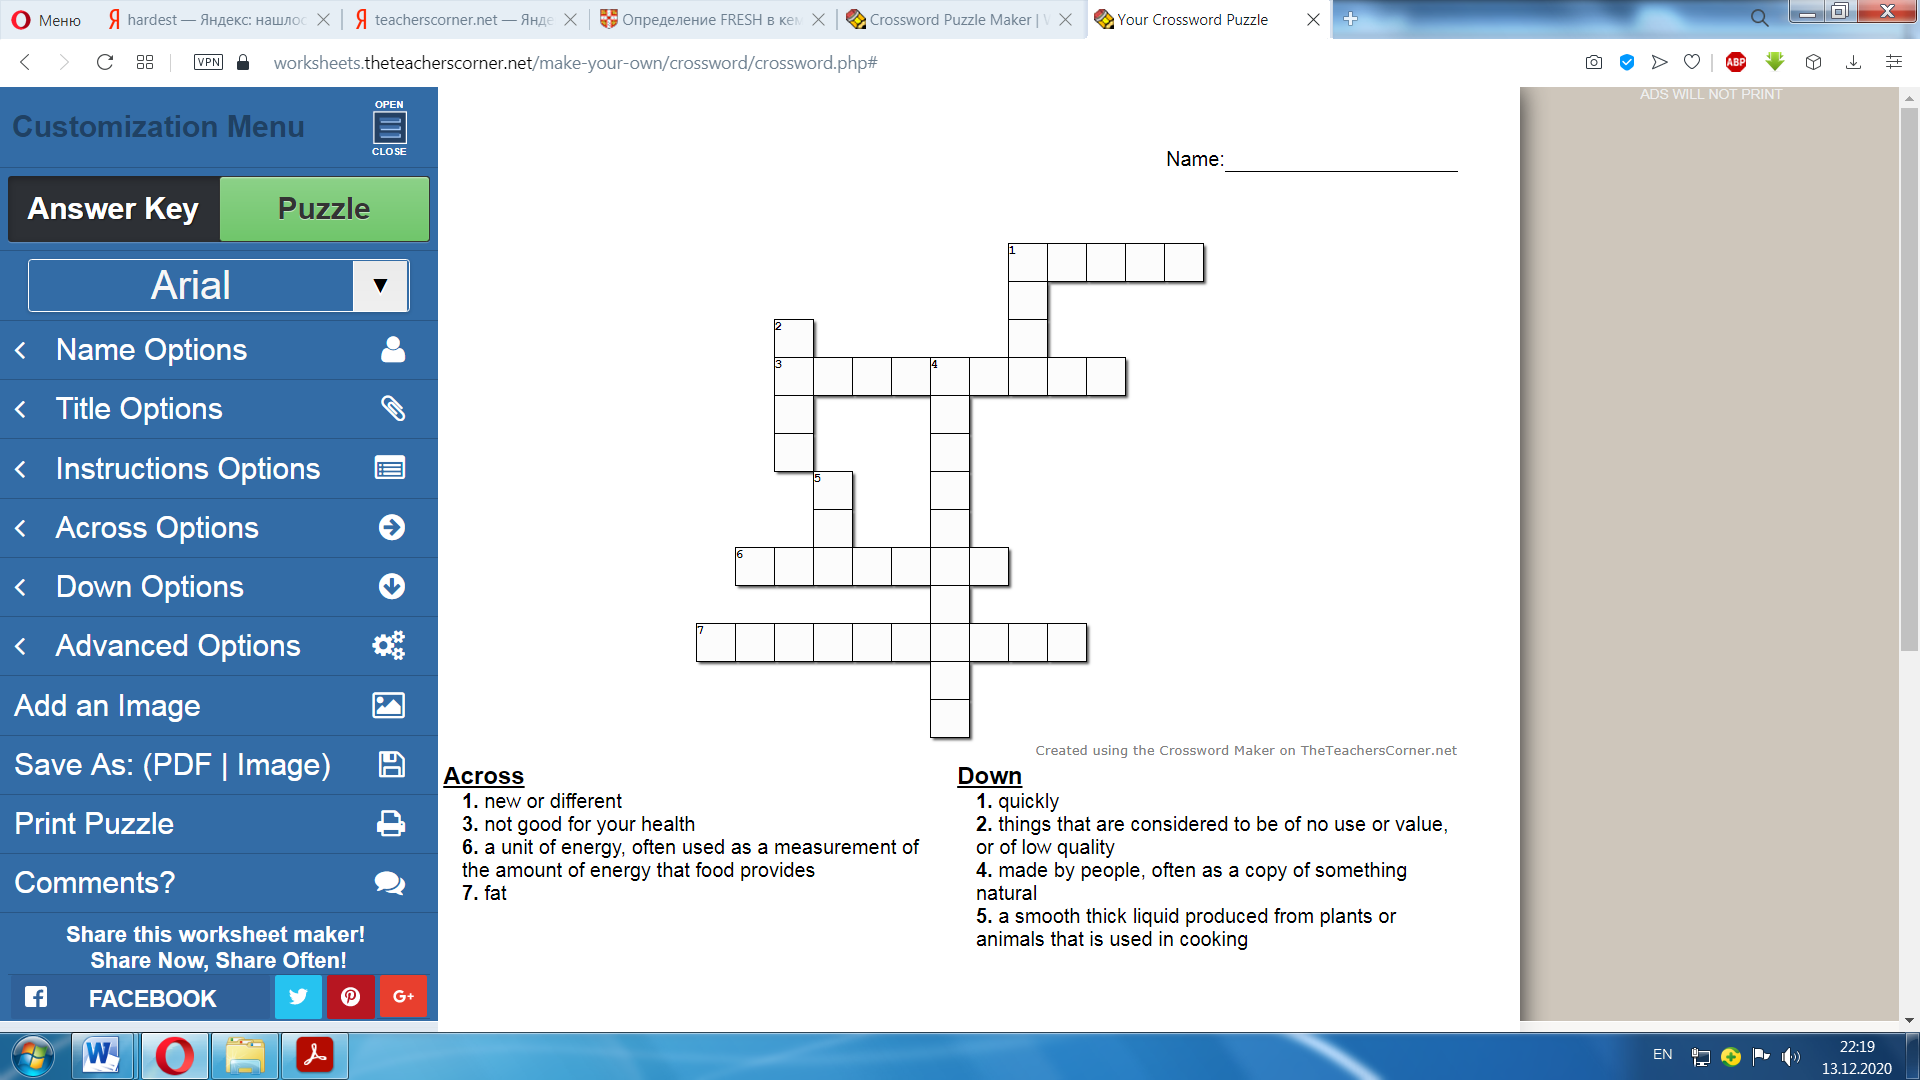 Меню
hardest — Яндекс: нашлос
teacherscorner.net — Янде
Определение FRESH в кем
Crossword Puzzle Maker |
Your Crossword Puzzle
VPN
worksheets.theteacherscorner.net/make-your-own/crossword/crossword.php#
ABP
Customization Menu
OPEN
CLOSE
Answer Key
Puzzle
Arial
Name Options
Title Options
Instructions Options
Across Options
Down Options
Advanced Options
Add an Image
Save As: (PDF | Image)
Print Puzzle
Comments?
Share this worksheet maker!
Share Now, Share Often!
FACEBOOK
G+
ADS WILL NOT PRINT
Name:
1
2
3
4
5
6
7
Created using the Crossword Maker on TheTeachersCorner.net
Across
1. new or different
3. not good for your health
6. a unit of energy, often used as a measurement of
the amount of energy that food provides
7. fat
Down
1. quickly
2. things that are considered to be of no use or value,
or of low quality
4. made by people, often as a copy of something
natural
5. a smooth thick liquid produced from plants or
animals that is used in cooking
EN
22:19
13.12.2020